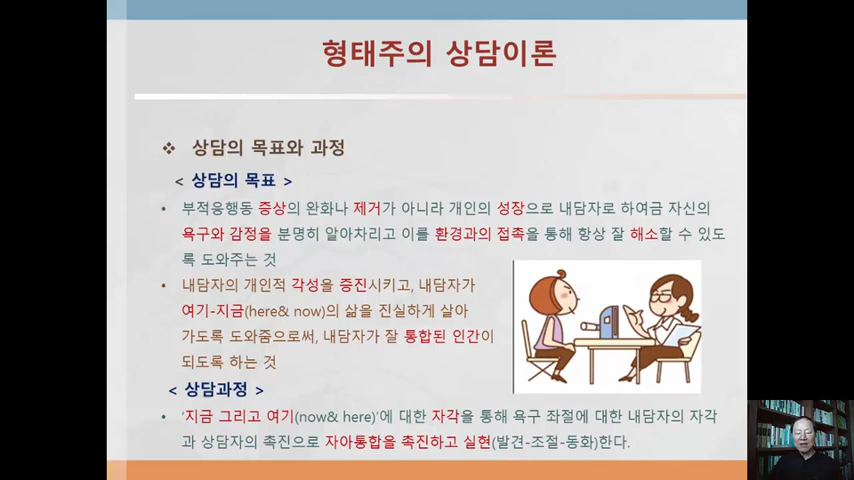 형태주의 상담이론
❖ 상담의 목표와 과정
< 상담의 목표 >
• 부적응행동 증상의 완화나 제거가 아니라 개인의 성장으로 내담자로 하여금 자신의
욕구와 감정을 분명히 알아차리고 이를 환경과의 접촉을 통해 항상 잘 해소할 수 있도
록 도와주는 것
• 내담자의 개인적 각성을 증진시키고, 내담자가
여기-지금(here& now)의 삶을 진실하게 살아
가도록 도와줌으로써, 내담자가 잘 통합된 인간이
되도록 하는 것
< 상담과정 >
• '지금 그리고 여기(now& here)'에 대한 자각을 통해 욕구 좌절에 대한 내담자의 자각
과 상담자의 촉진으로 자아통합을 촉진하고 실현(발견-조절-동화)한다.